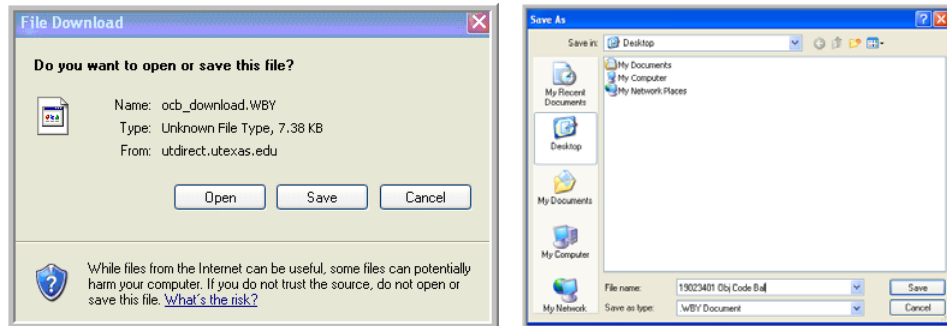 File Download
Do you want to open or save this file?
Name: ocb_download.WBY
Type: Unknown File Type, 7.38 KB
From: utdirect.utexas.edu
Open Save Cancel
While files from the Internet can be useful, some files can potentially
harm your computer. If you do not trust the source, do not open or
save this file. What's the risk?
Save As
Save in: Desktop
My Recent
Documents
Desktop
My Documents
My Computer
My Network
My Documents
My Computer
My Network Places
File name: 19023401 Obj Code Bal Save
Save as type: .WBY Document Cancel